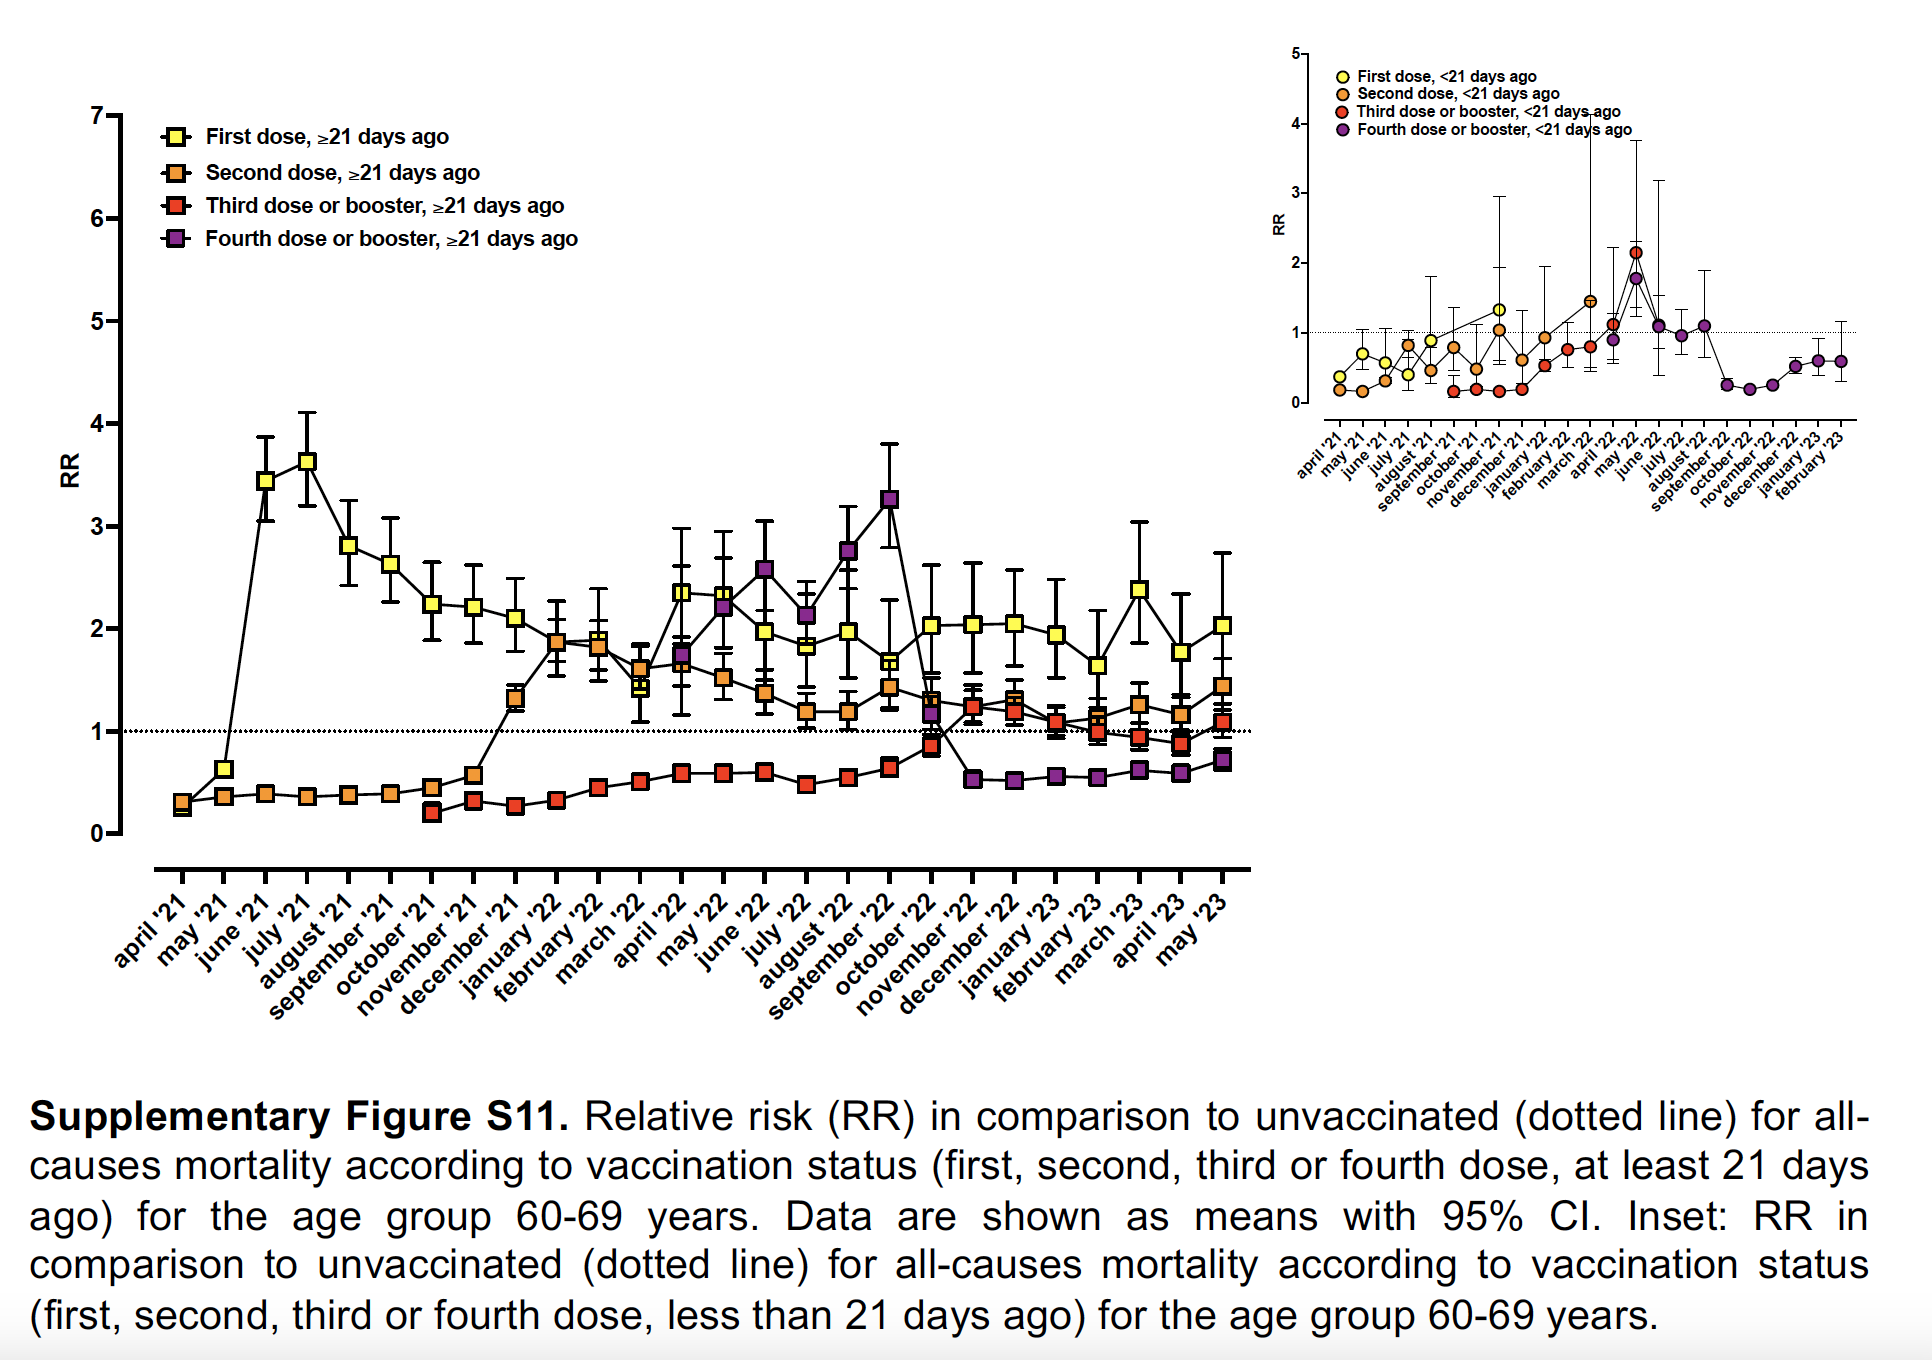 7
6
5
4
3
2
1
0
RR
First dose, ≥21 days ago
Second dose, ≥21 days ago
Third dose or booster, ≥21 days ago
Fourth dose or booster, ≥21 days ago
april '21
may '21
june '21
july '21
august '21
september '21
october '21
november '21
december '21
january '22
february '22
march '22
april '22
may '22
june '22
july '22
august '22
september '22
october '22
november '22
december '22
january '23
february '23
march '23
april '23
may '23
5
4
3
2
1
0
RR
First dose, <21 days ago
Second dose, <21 days ago
Third dose or booster, <21 days ago
Fourth dose or booster, <21 days ago
april '21
may '21
june '21
july '21
august '21
september '21
october '21
november '21
december '21
january '22
february '22
march '22
april '22
may '22
june '22
july '22
august '22
september '22
october '22
november '22
december '22
january '23
february '23
Supplementary Figure S11. Relative risk (RR) in comparison to unvaccinated (dotted line) for all-
causes mortality according to vaccination status (first, second, third or fourth dose, at least 21 days
ago) for the age group 60-69 years. Data are shown as means with 95% CI. Inset: RR in
comparison to unvaccinated (dotted line) for all-causes mortality according to vaccination status
(first, second, third or fourth dose, less than 21 days ago) for the age group 60-69 years.